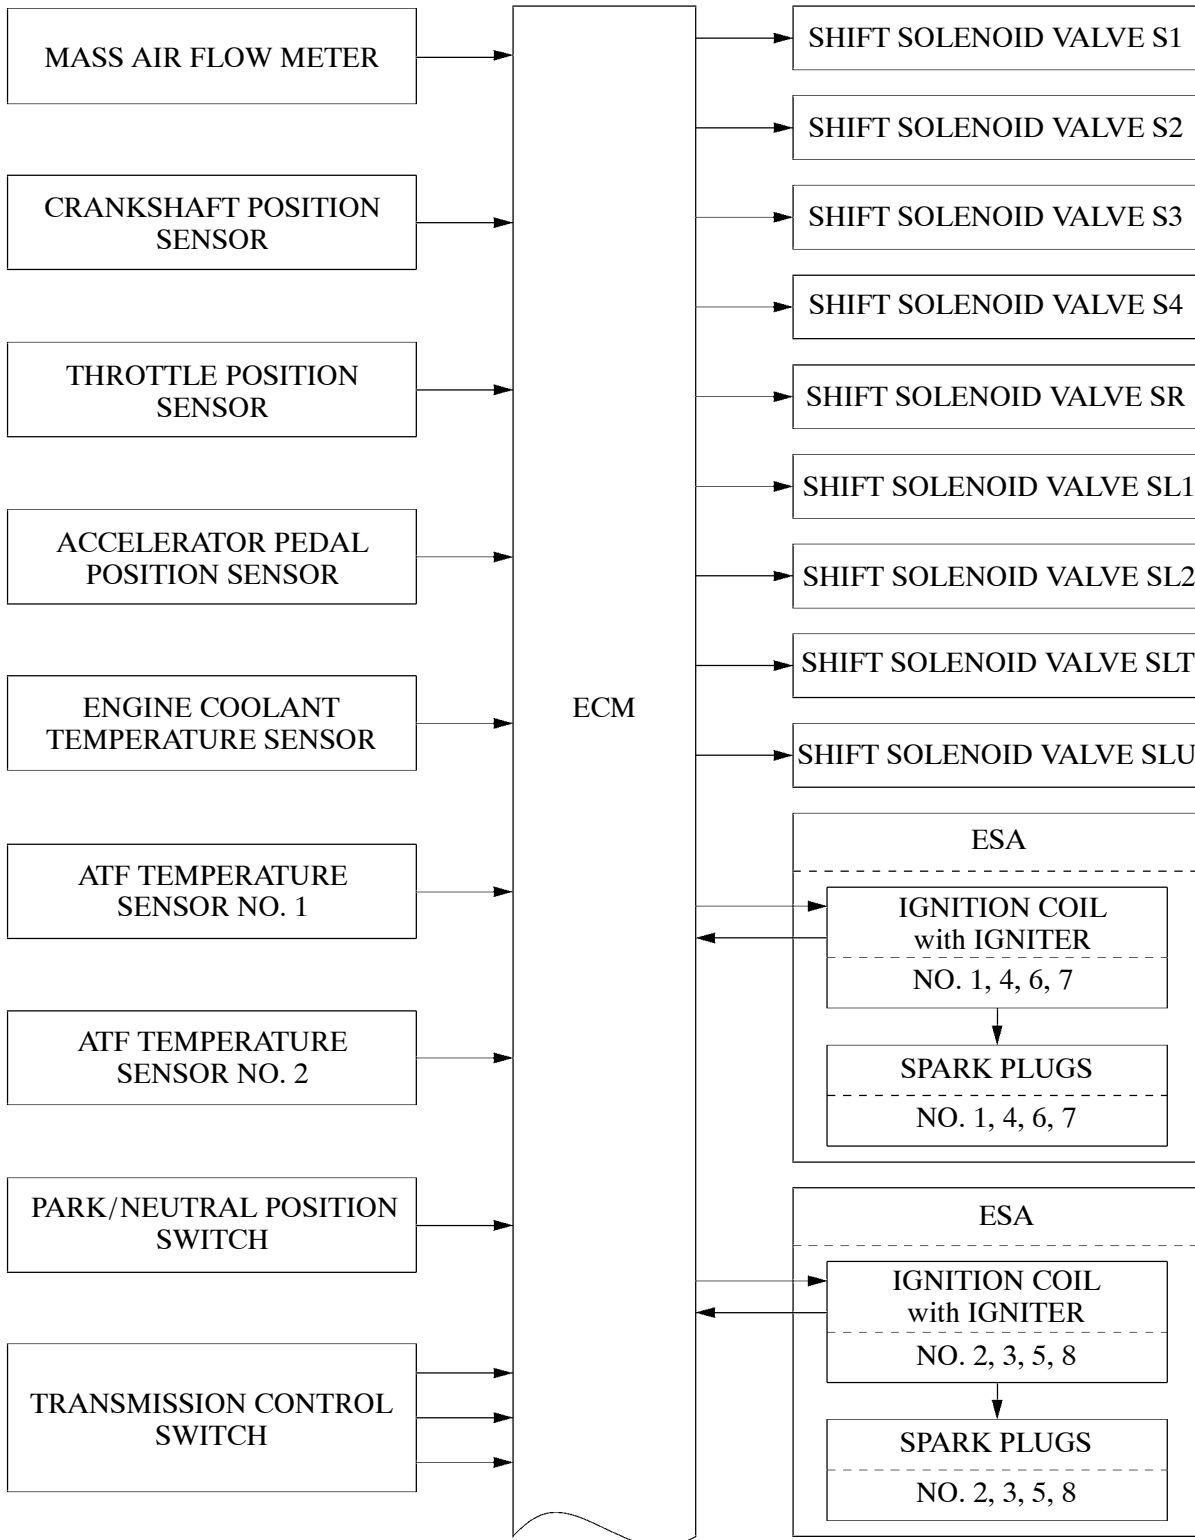 MASS AIR FLOW METER
CRANKSHAFT POSITION
SENSOR
THROTTLE POSITION
SENSOR
ACCELERATOR PEDAL
POSITION SENSOR
ENGINE COOLANT
TEMPERATURE SENSOR
ATF TEMPERATURE
SENSOR NO. 1
ATF TEMPERATURE
SENSOR NO. 2
PARK/NEUTRAL POSITION
SWITCH
TRANSMISSION CONTROL
SWITCH
ECM
SHIFT SOLENOID VALVE S1
SHIFT SOLENOID VALVE S2
SHIFT SOLENOID VALVE S3
SHIFT SOLENOID VALVE S4
SHIFT SOLENOID VALVE SR
SHIFT SOLENOID VALVE SL1
SHIFT SOLENOID VALVE SL2
SHIFT SOLENOID VALVE SLT
SHIFT SOLENOID VALVE SLU
ESA
IGNITION COIL
with IGNITER
NO. 1, 4, 6, 7
SPARK PLUGS
NO. 1, 4, 6, 7
ESA
IGNITION COIL
with IGNITER
NO. 2, 3, 5, 8
SPARK PLUGS
NO. 2, 3, 5, 8